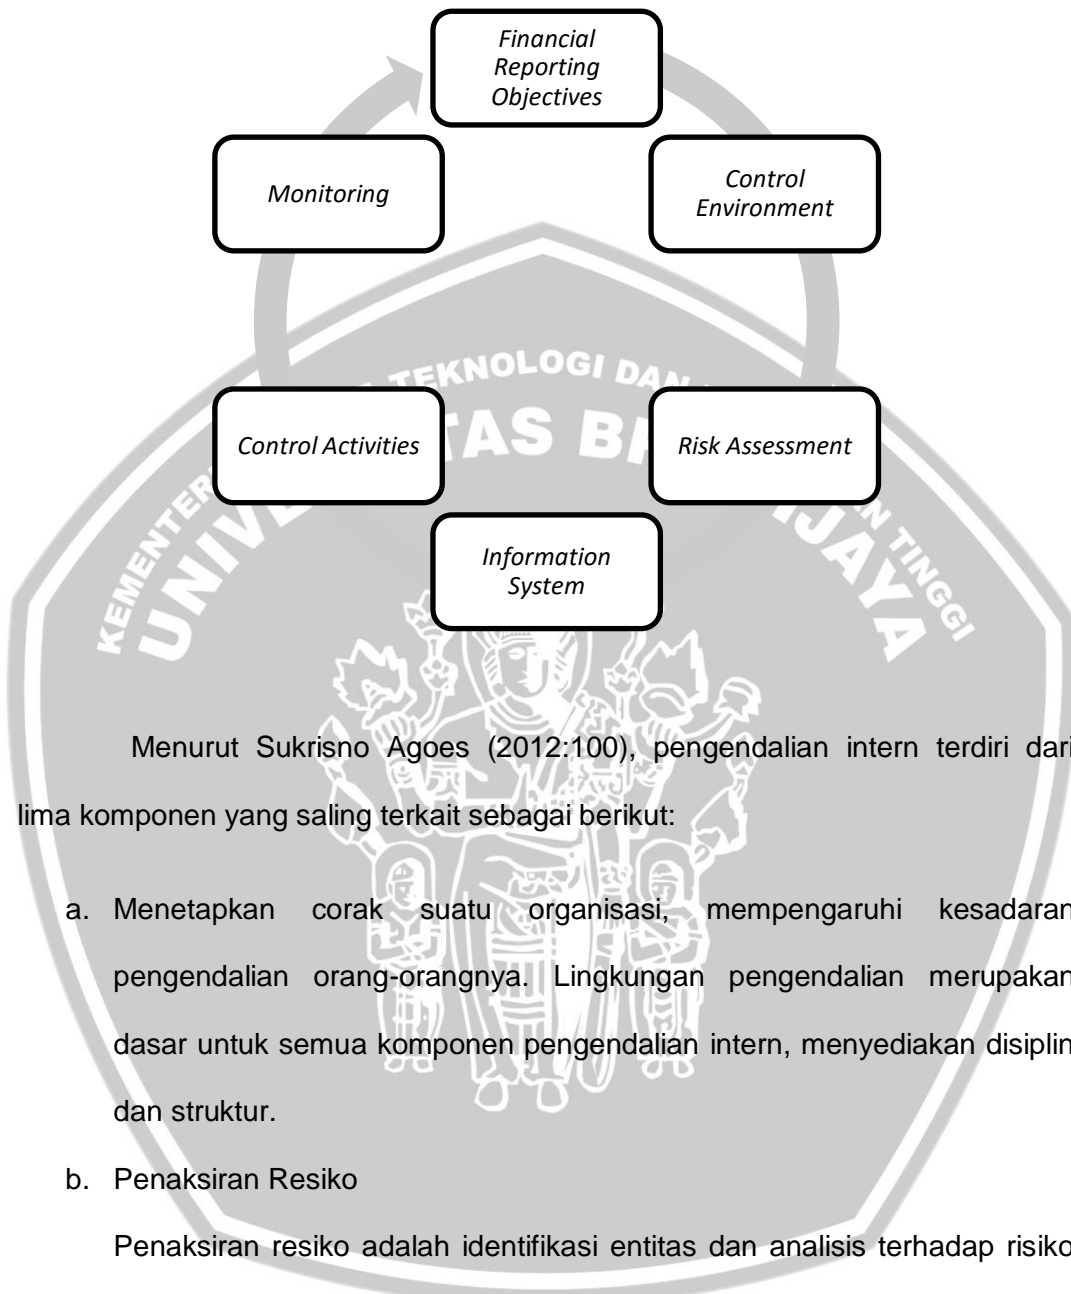 Financial
Reporting
Objectives
Monitoring
Control
Environment
TEKNOLOGI DAN TINGGI
Control Activities
Risk Assessment
Information
System
Menurut Sukrisno Agoes (2012:100), pengendalian intern terdiri dari
lima komponen yang saling terkait sebagai berikut:
a. Menetapkan corak suatu organisasi, mempengaruhi kesadaran
pengendalian orang-orangnya. Lingkungan pengendalian merupakan
dasar untuk semua komponen pengendalian intern, menyediakan disiplin
dan struktur.
b. Penaksiran Resiko
Penaksiran resiko adalah identifikasi entitas dan analisis terhadap risiko